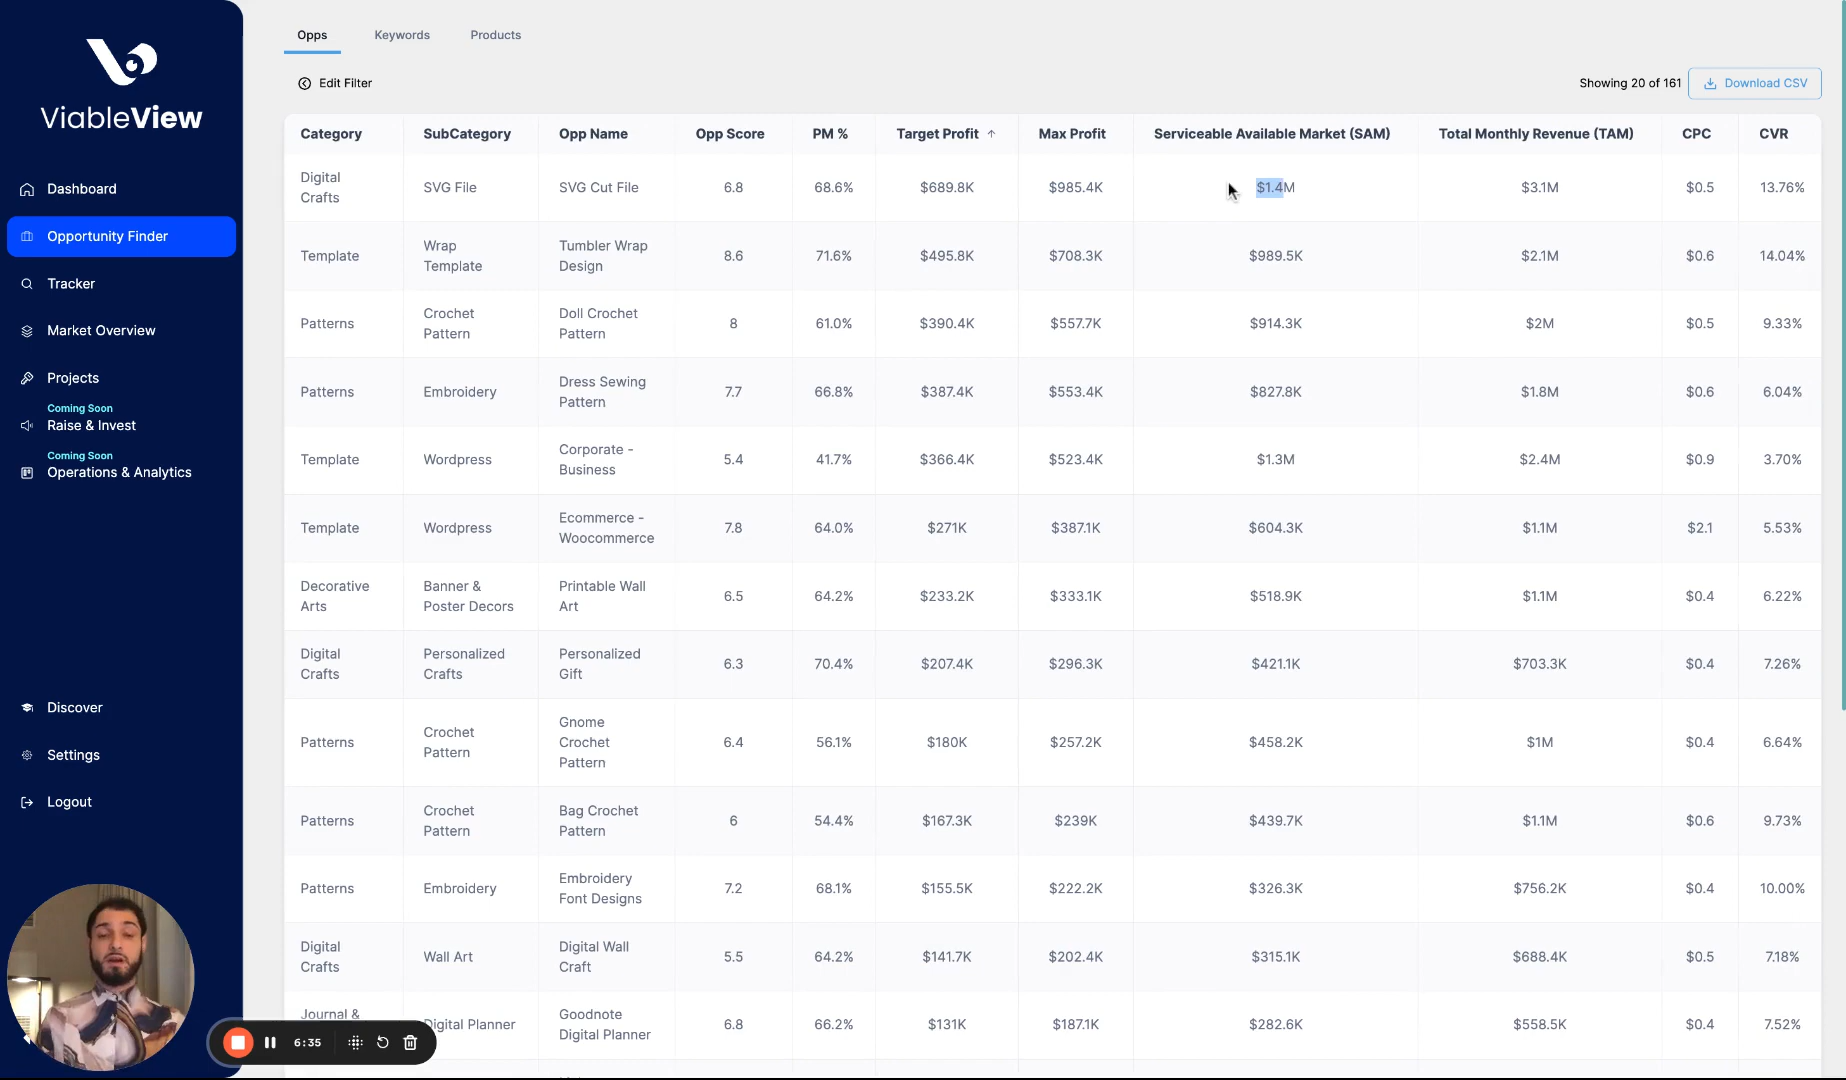 ViableView
Dashboard
Opportunity Finder
Tracker
Market Overview
Projects
Coming Soon
Raise & Invest
Coming Soon
Operations & Analytics
Discover
Settings
Logout
6:35
Opps Keywords Products
Edit Filter
Showing 20 of 161 Download CSV
Category SubCategory Opp Name Opp Score PM % Target Profit Max Profit Serviceable Available Market (SAM) Total Monthly Revenue (TAM) CPC CVR
Digital Crafts SVG File SVG Cut File 6.8 68.6% $689.8K $985.4K $1.4M $3.1M $0.5 13.76%
Template Wrap Template Tumbler Wrap Design 8.6 71.6% $495.8K $708.3K $989.5K $2.1M $0.6 14.04%
Patterns Crochet Pattern Doll Crochet Pattern 8 61.0% $390.4K $557.7K $914.3K $2M $0.5 9.33%
Patterns Embroidery Dress Sewing Pattern 7.7 66.8% $387.4K $553.4K $827.8K $1.8M $0.6 6.04%
Template Wordpress Corporate - Business 5.4 41.7% $366.4K $523.4K $1.3M $2.4M $0.9 3.70%
Template Wordpress Ecommerce - Woocommerce 7.8 64.0% $271K $387.1K $604.3K $1.1M $2.1 5.53%
Decorative Arts Banner & Poster Decors Printable Wall Art 6.5 64.2% $233.2K $333.1K $518.9K $1.1M $0.4 6.22%
Digital Crafts Personalized Crafts Personalized Gift 6.3 70.4% $207.4K $296.3K $421.1K $703.3K $0.4 7.26%
Patterns Crochet Pattern Gnome Crochet Pattern 6.4 56.1% $180K $257.2K $458.2K $1M $0.4 6.64%
Patterns Crochet Pattern Bag Crochet Pattern 6 54.4% $167.3K $239K $439.7K $1.1M $0.6 9.73%
Patterns Embroidery Embroidery Font Designs 7.2 68.1% $155.5K $222.2K $326.3K $756.2K $0.4 10.00%
Digital Crafts Wall Art Digital Wall Craft 5.5 64.2% $141.7K $202.4K $315.1K $688.4K $0.5 7.18%
Journal & Digital Planner Goodnote Digital Planner 6.8 66.2% $131K $187.1K $282.6K $558.5K $0.4 7.52%